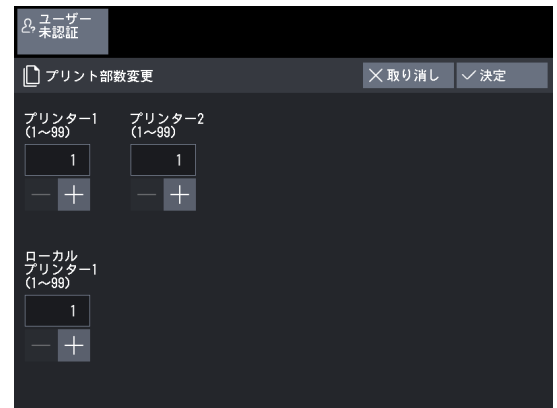 ユーザー
未認証
プリント部数変更
取り消し
決定
プリンター1
(1～99)
プリンター2
(1～99)
1
1
ローカル
プリンター1
(1～99)
1